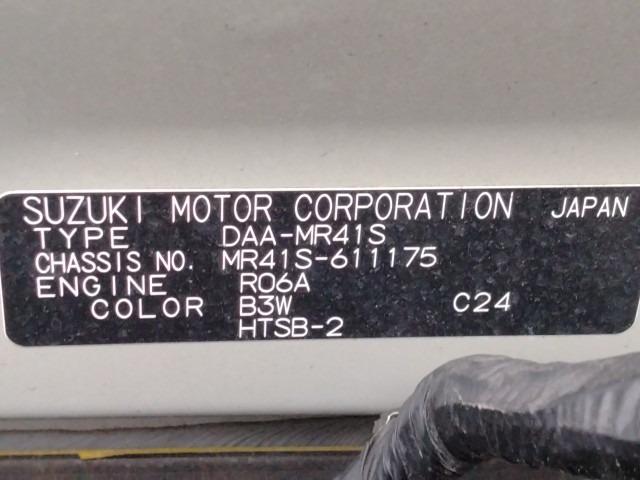 SUZUKI MOTOR CORPORATION JAPAN
TYPE DAA-MR41S
CHASSIS NO. MR41S-611175
ENGINE R06A
COLOR B3W C24
HTSB-2